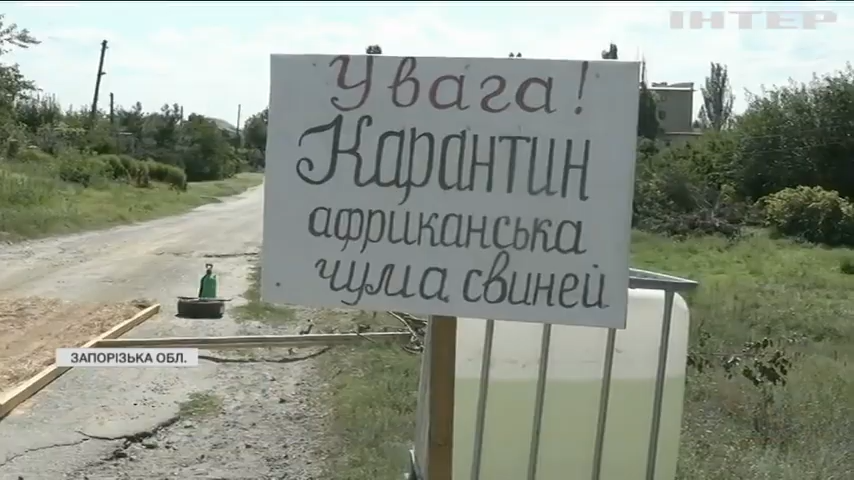 ІНТЕР
Увага!
Карантин
африканська
чума свиней
ЗАПОРІЗЬКА ОБЛ.